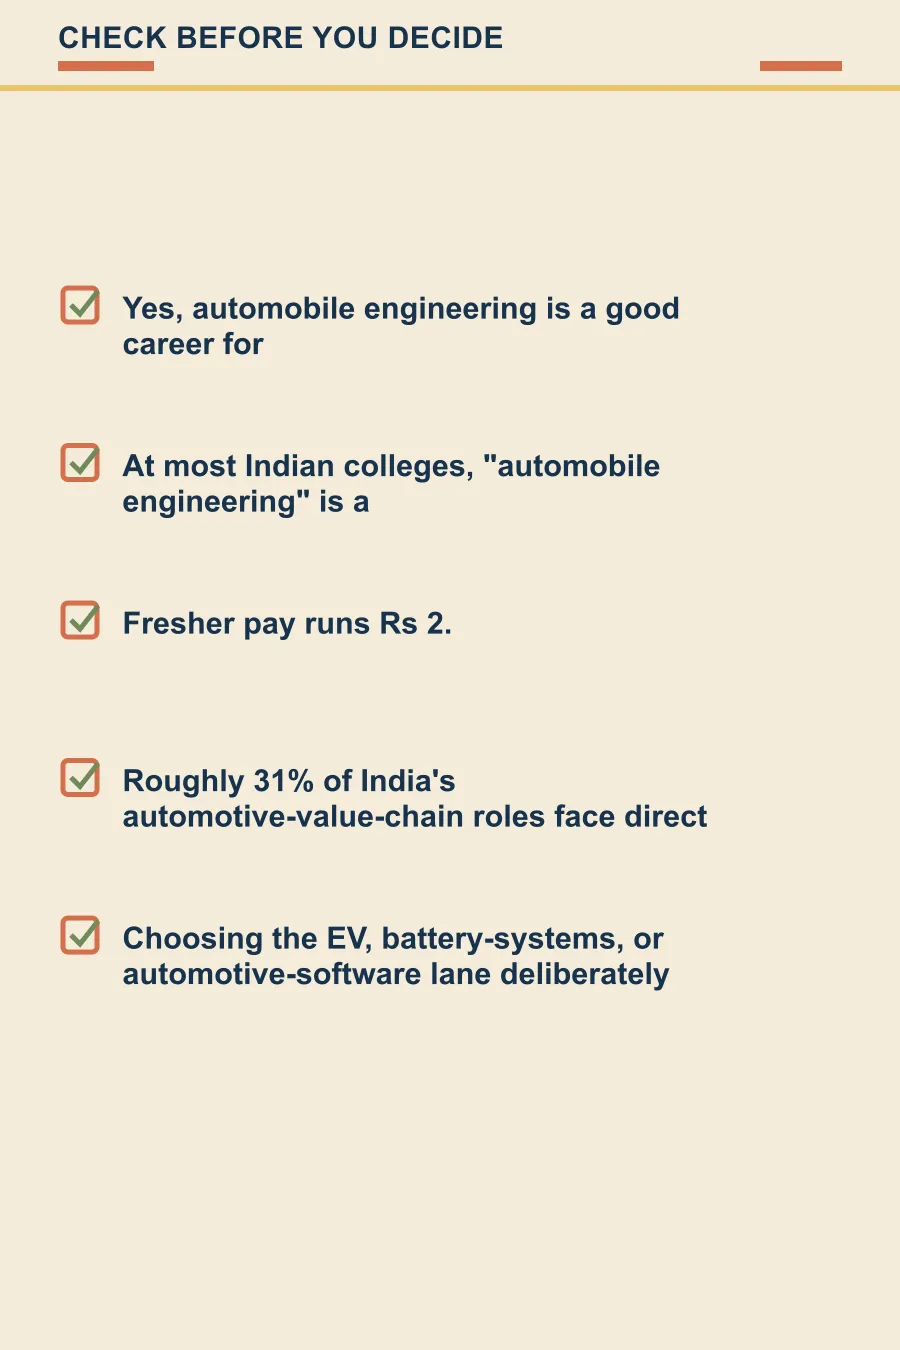 CHECK BEFORE YOU DECIDE
Yes, automobile engineering is a good
career for
At most Indian colleges, "automobile
engineering" is a
Fresher pay runs Rs 2.
Roughly 31% of India's
automotive-value-chain roles face direct
Choosing the EV, battery-systems, or
automotive-software lane deliberately